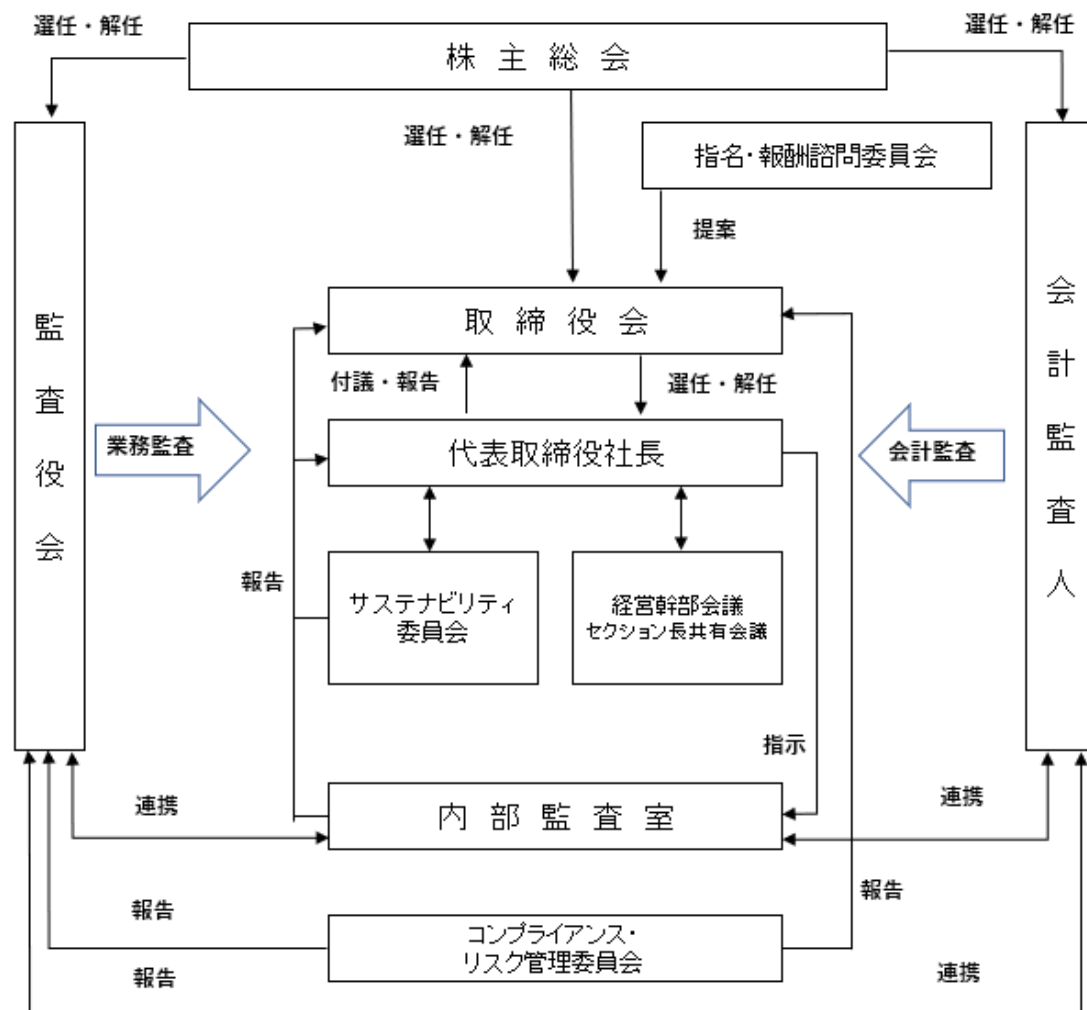 選任・解任
選任・解任
株主総会
選任・解任
指名・報酬諮問委員会
提案
監査役会
会計監査人
取締役会
付議・報告
選任・解任
業務監査
代表取締役社長
会計監査
報告
サステナビリティ
委員会
経営幹部会議
セクション長共有会議
指示
連携
内部監査室
連携
報告
報告
コンプライアンス・
リスク管理委員会
報告
連携